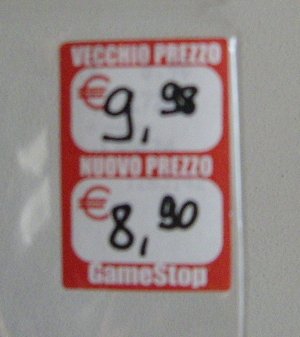 VECCHIO PREZZO
€ 9,98
NUOVO PREZZO
€ 8,90
GameStop